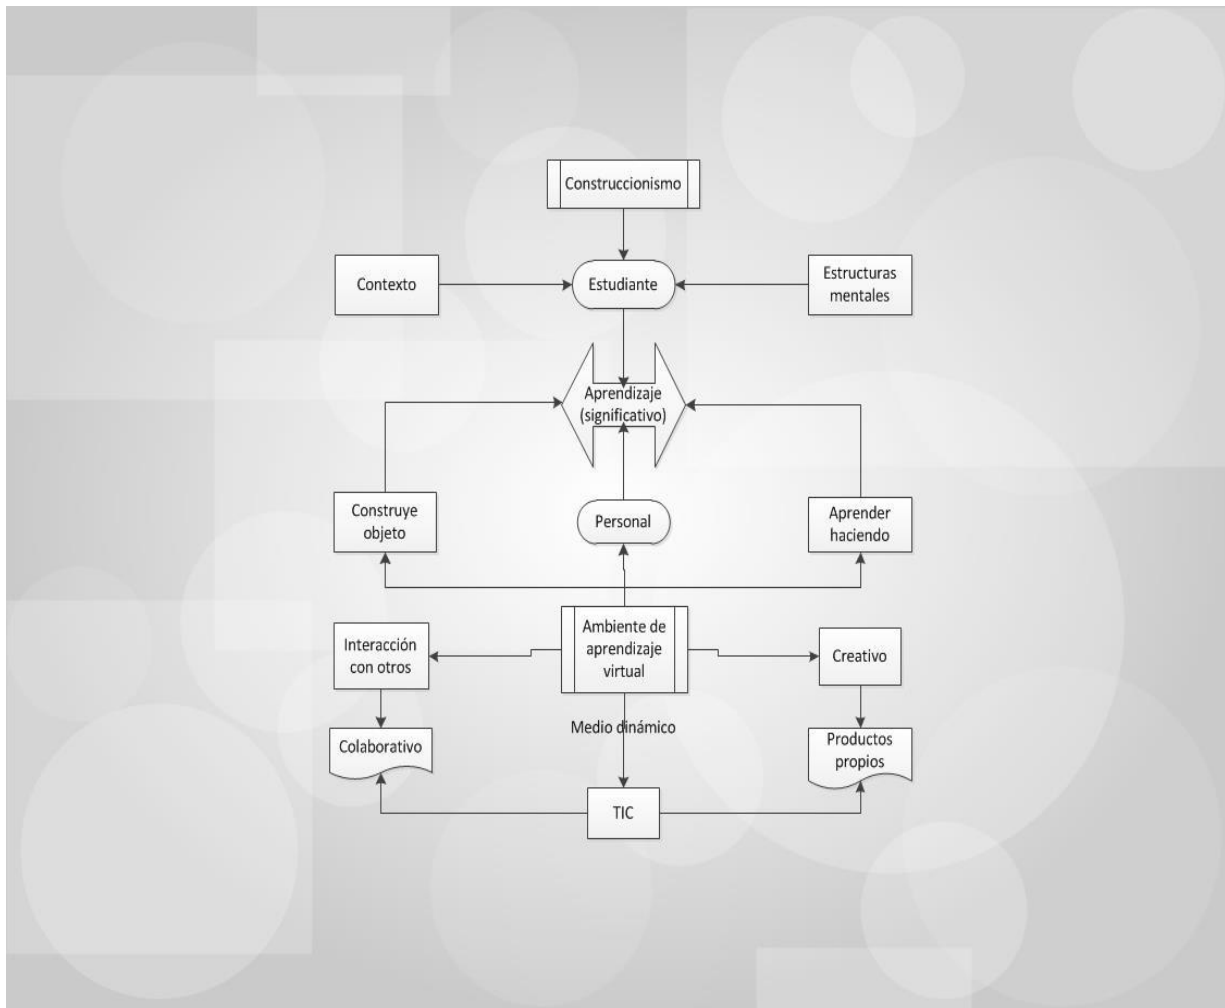 Construccionismo
Contexto
Estudiante
Estructuras
mentales
Aprendizaje
(significativo)
Construye
objeto
Personal
Aprender
haciendo
Interacción
con otros
Ambiente de
aprendizaje
virtual
Creativo
Medio dinámico
Colaborativo
Productos
propios
TIC